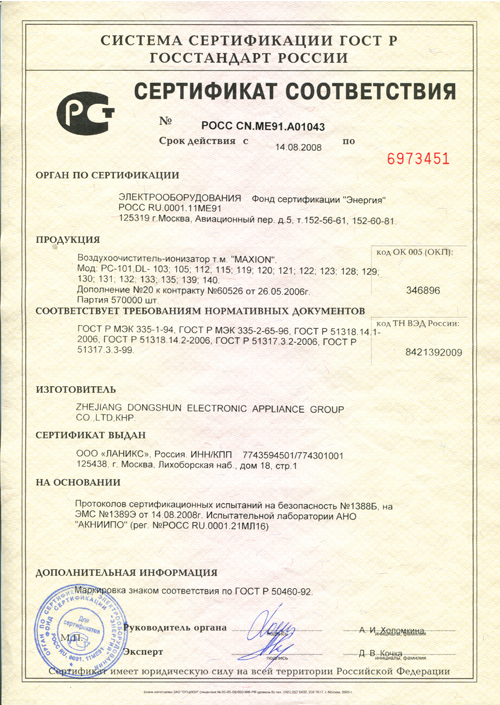 СИСТЕМА СЕРТИФИКАЦИИ ГОСТ Р
ГОССТАНДАРТ РОССИИ
СЕРТИФИКАТ СООТВЕТСТВИЯ
№ РОСС CN.ME91.A01043
Срок действия с 14.08.2008 по
6973451
ОРГАН ПО СЕРТИФИКАЦИИ
ЭЛЕКТРООБОРУДОВАНИЯ Фонд сертификации "Энергия"
РОСС RU.0001.11МЕ91
125319 г.Москва, Авиационный пер. д.5, т.152-56-61, 152-60-81
ПРОДУКЦИЯ
Воздухоочиститель-ионизатор т.м. "MAXION".
Мод: PC-101,DL- 103; 105; 112, 115; 119; 120; 121; 122; 123; 128; 129;
130; 131, 132; 133, 135; 139; 140.
Дополнение №20 к контракту №60526 от 26.05.2006г.
Партия 570000 шт
код ОК 005 (ОКП):
346896
СООТВЕТСТВУЕТ ТРЕБОВАНИЯМ НОРМАТИВНЫХ ДОКУМЕНТОВ
ГОСТ Р МЭК 335-1-94, ГОСТ Р МЭК 335-2-65-96, ГОСТ Р 51318.14.1-
2006, ГОСТ Р 51318.14.2-2006, ГОСТ Р 51317.3.2-2006, ГОСТ Р
51317.3.3-99.
код ТН ВЭД России:
8421392009
ИЗГОТОВИТЕЛЬ
ZHEJIANG DONGSHUN ELECTRONIC APPLIANCE GROUP
CO.,LTD,КНР
СЕРТИФИКАТ ВЫДАН
ООО «ЛАНИКС», Россия. ИНН/КПП 7743594501/774301001
125438, г. Москва, Лихоборская наб., дом 18, стр.1
НА ОСНОВАНИИ
Протоколов сертификационных испытаний на безопасность №1388Б, на
ЭМС №1389Э от 14.08.2008г. Испытательной лаборатории АНО
"АКНИИПО" (рег. №РОСС RU.0001.21МЛ16)
ДОПОЛНИТЕЛЬНАЯ ИНФОРМАЦИЯ
Маркировка знаком соответствия по ГОСТ Р 50460-92.
Для
сертификатов
М.П.
Руководитель органа
А. И. Холомкина
инициалы, фамилия
Эксперт
Д. В. Кочка
инициалы, фамилия
Сертификат имеет юридическую силу на всей территории Российской Федерации